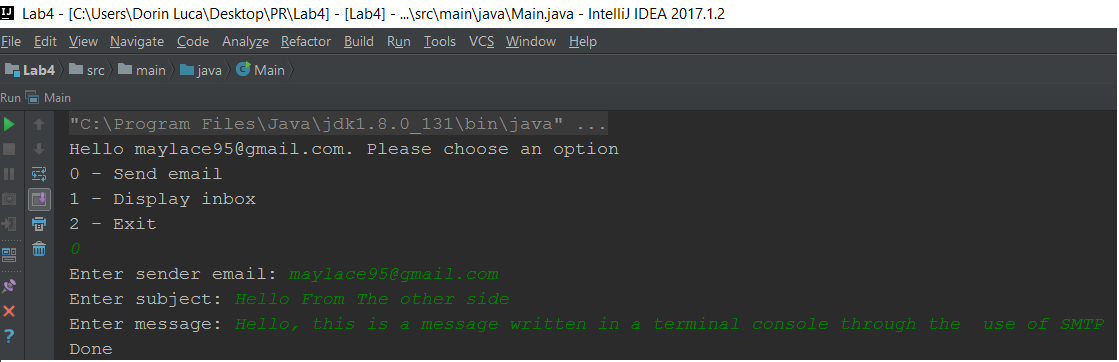 Lab4 - [C:\Users\Dorin Luca\Desktop\PR\Lab4] - [Lab4] - ...\src\main\java\Main.java - IntelliJ IDEA 2017.1.2
File Edit View Navigate Code Analyze Refactor Build Run Tools VCS Window Help
Lab4 src main java Main
Run Main
"C:\Program Files\Java\jdk1.8.0_131\bin\java" ...
Hello maylace95@gmail.com. Please choose an option
0 - Send email
1 - Display inbox
2 - Exit
0
Enter sender email: maylace95@gmail.com
Enter subject: Hello From The other side
Enter message: Hello, this is a message written in a terminal console through the  use of SMTP
Done